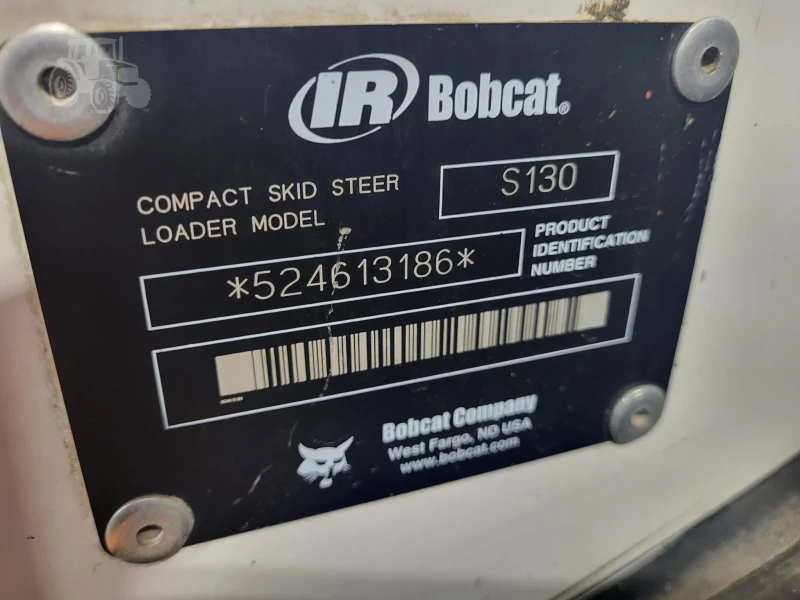 IR Bobcat®
COMPACT SKID STEER
LOADER MODEL
S130
*524613186*
PRODUCT
IDENTIFICATION
NUMBER
Bobcat Company
West Fargo, ND USA
www.bobcat.com